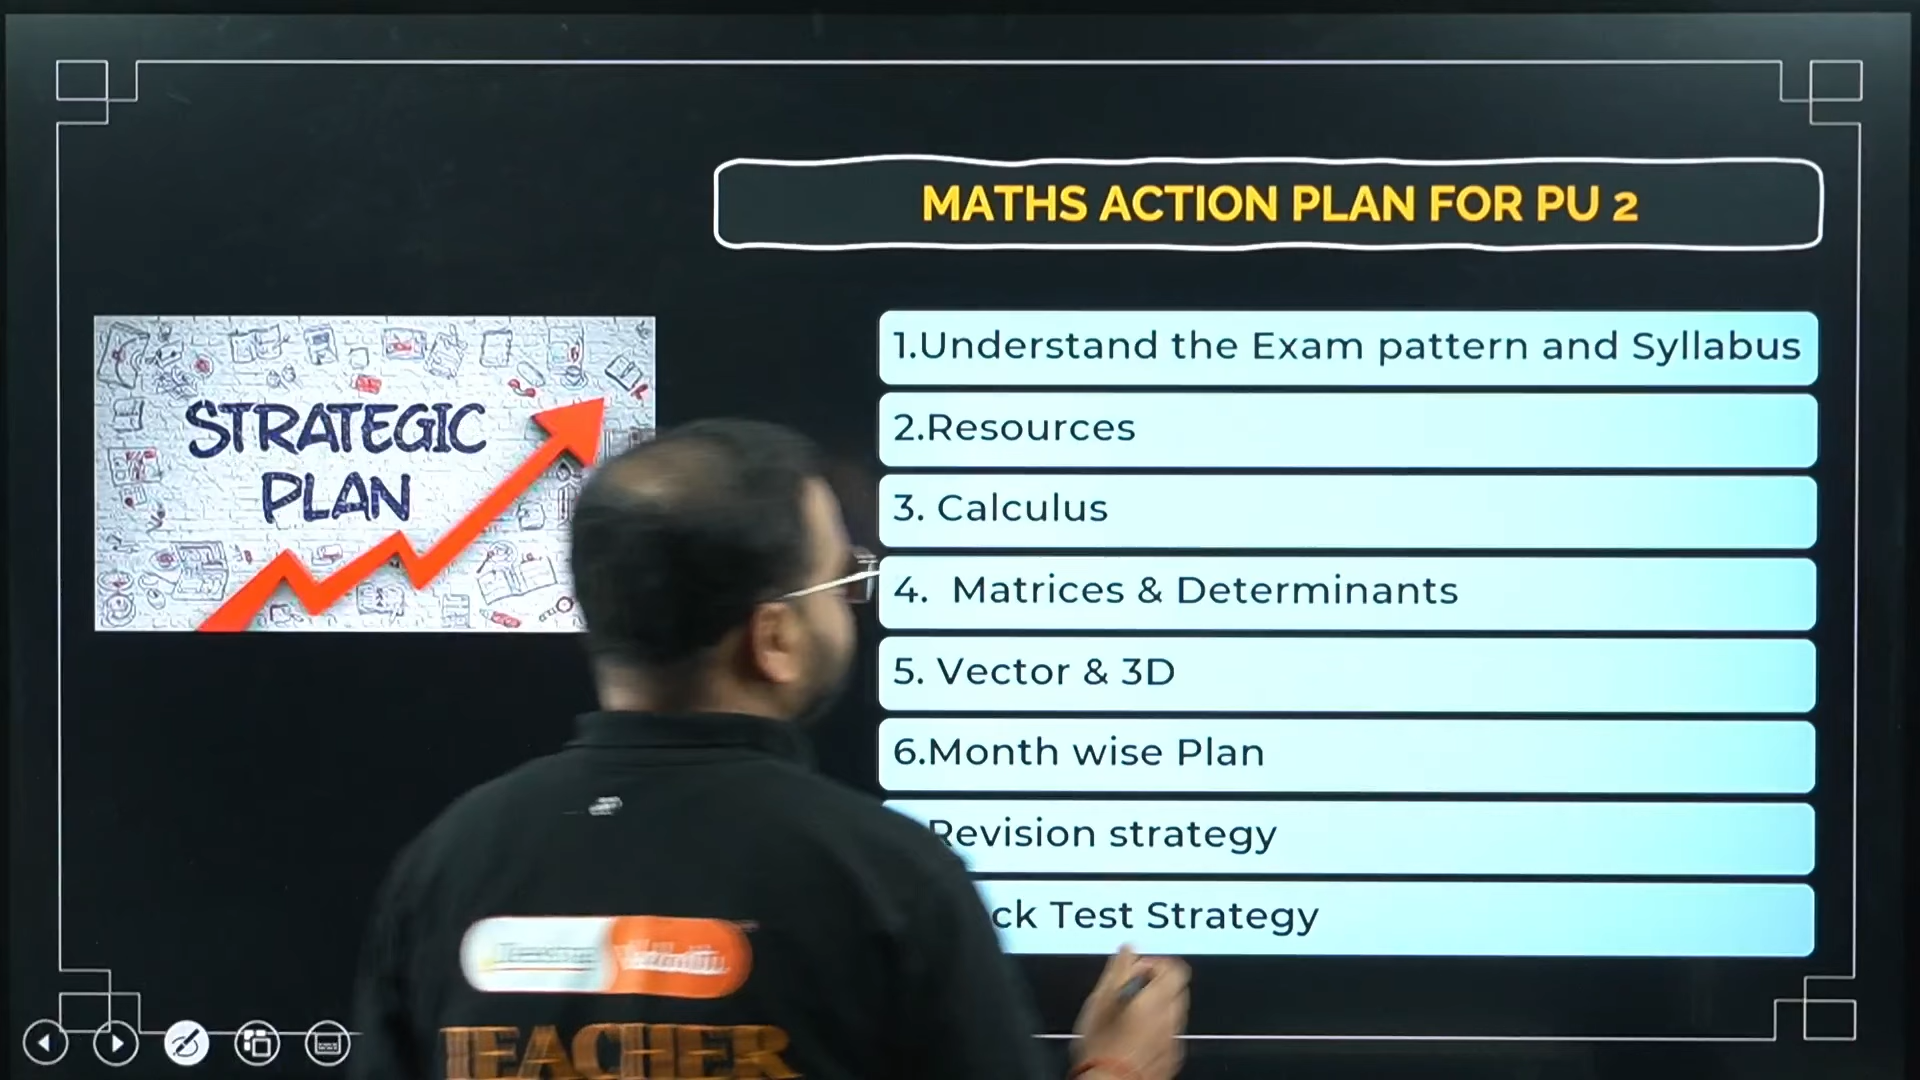 MATHS ACTION PLAN FOR PU 2
STRATEGIC
PLAN
1.Understand the Exam pattern and Syllabus
2.Resources
3. Calculus
4. Matrices & Determinants
5. Vector & 3D
6.Month wise Plan
Revision strategy
ck Test Strategy
TEACHER